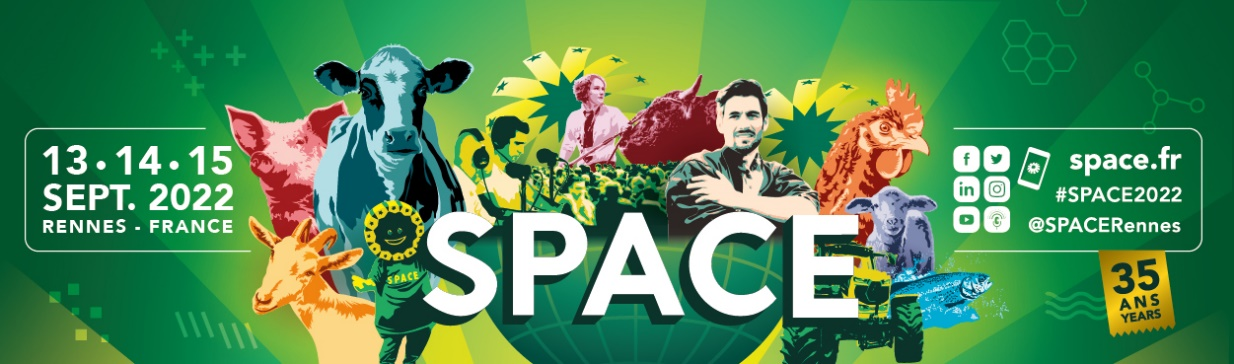 13 • 14 • 15
SEPT. 2022
RENNES - FRANCE
SPACE
SPACE
space.fr
#SPACE2022
@SPACERennes
35
ANS
YEARS